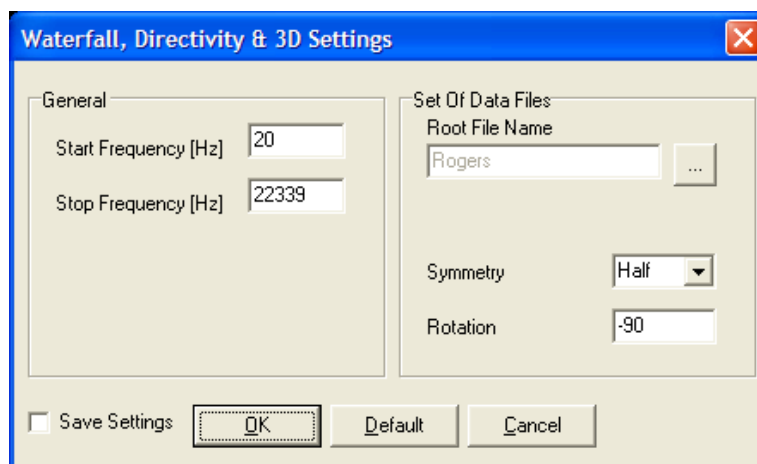 Waterfall, Directivity & 3D Settings
General
Start Frequency [Hz] 20
Stop Frequency [Hz] 22339
Set Of Data Files
Root File Name
Rogers ...
Symmetry Half
Rotation -90
Save Settings OK Default Cancel